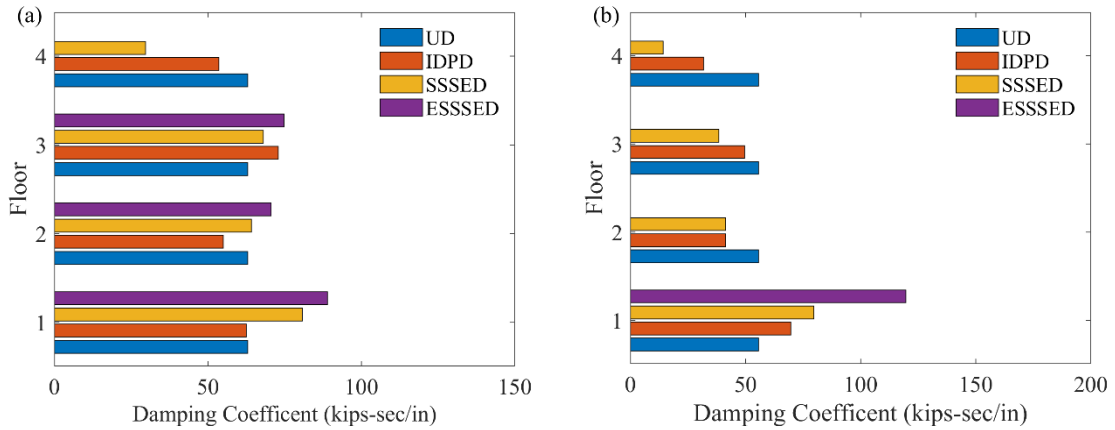 (a)
UD
IDPD
SSSED
ESSSED
Floor
4
3
2
1
0 50 100 150
Damping Coefficent (kips-sec/in)
(b)
UD
IDPD
SSSED
ESSSED
Floor
4
3
2
1
0 50 100 150 200
Damping Coefficent (kips-sec/in)